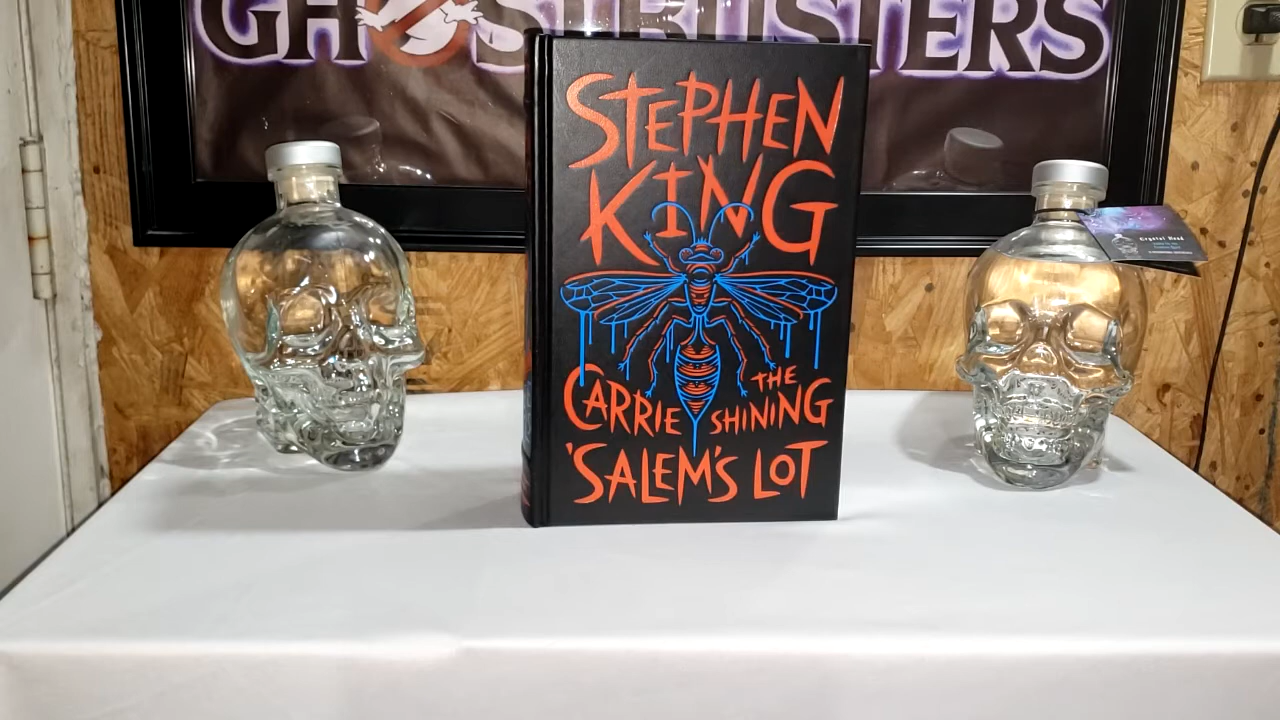 GHOSTBUSTERS
STEPHEN
KING
CARRIE
THE
SHINING
'SALEM'S LOT
Crystal Head